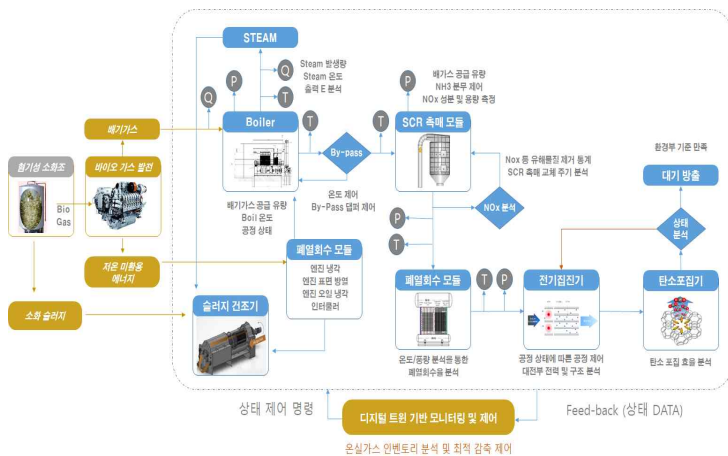 STEAM
Steam 발생량
Steam 온도
출력 E 분석
Q
P
T
Q
배기가스
Boiler
T
By-pass
T
P
배가스 공급 유량
NH3 분무 제어
NOx 성분 및 용량 측정
SCR 촉매 모듈
Nox 등 유해물질 제거 통계
SCR 촉매 교체 주기 분석
NOx 분석
환경부 기준 만족
대기 방출
상태
분석
혐기성 소화조
Bio
Gas
바이오 가스 발전
배기가스 공급 유량
Boil 온도
공정 상태
온도 제어
By-Pass 댐퍼 제어
P
T
저온 미활용
에너지
폐열회수 모듈
엔진 냉각
엔진 표면 방열
엔진 오일 냉각
인터쿨러
폐열회수 모듈
T
P
전기집진기
탄소포집기
소화 슬러지
슬러지 건조기
온도/풍량 분석을 통한
폐열회수율 분석
공정 상태에 따른 공정 제어
대전부 전력 및 구조 분석
탄소 포집 효율 분석
상태 제어 명령
디지털 트윈 기반 모니터링 및 제어
Feed-back (상태 DATA)
온실가스 인벤토리 분석 및 최적 감축 제어